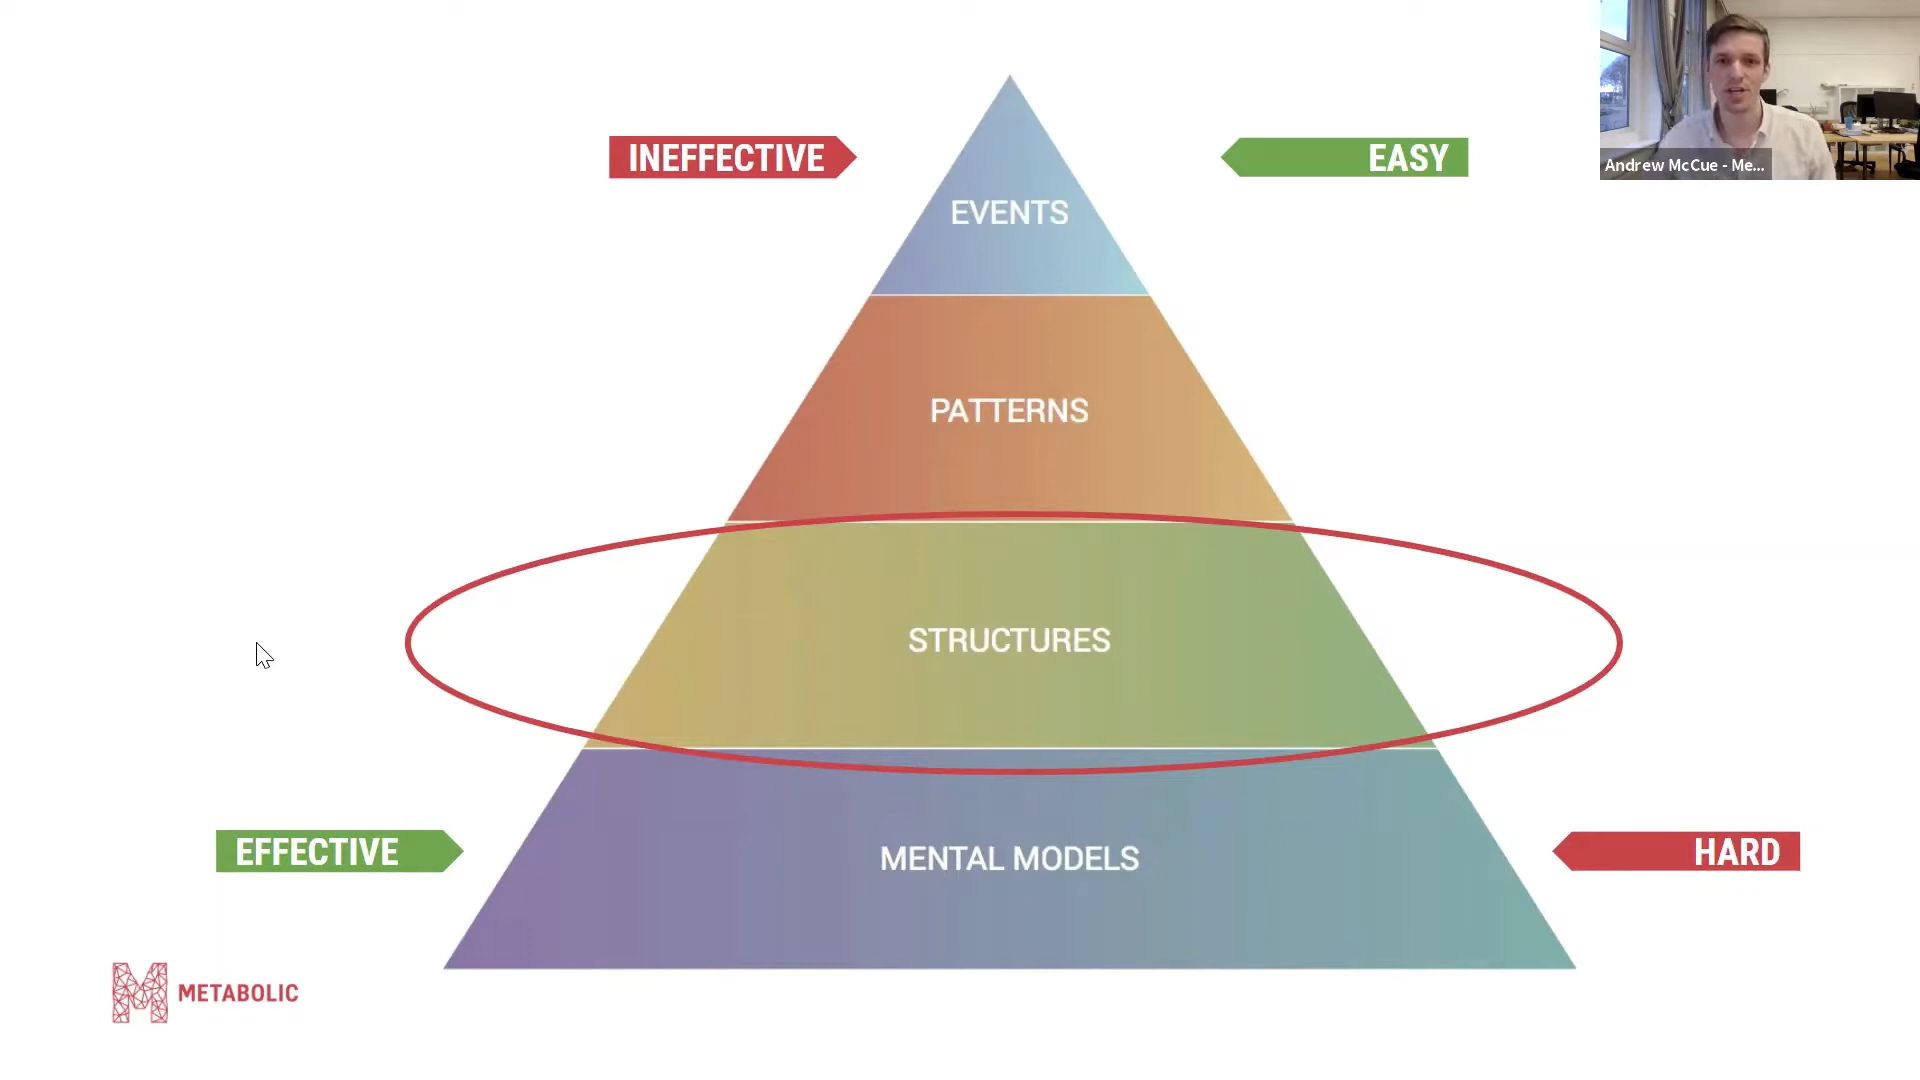 INEFFECTIVE
EASY
Andrew McCue - Me...
EVENTS
PATTERNS
STRUCTURES
EFFECTIVE
MENTAL MODELS
HARD
METABOLIC